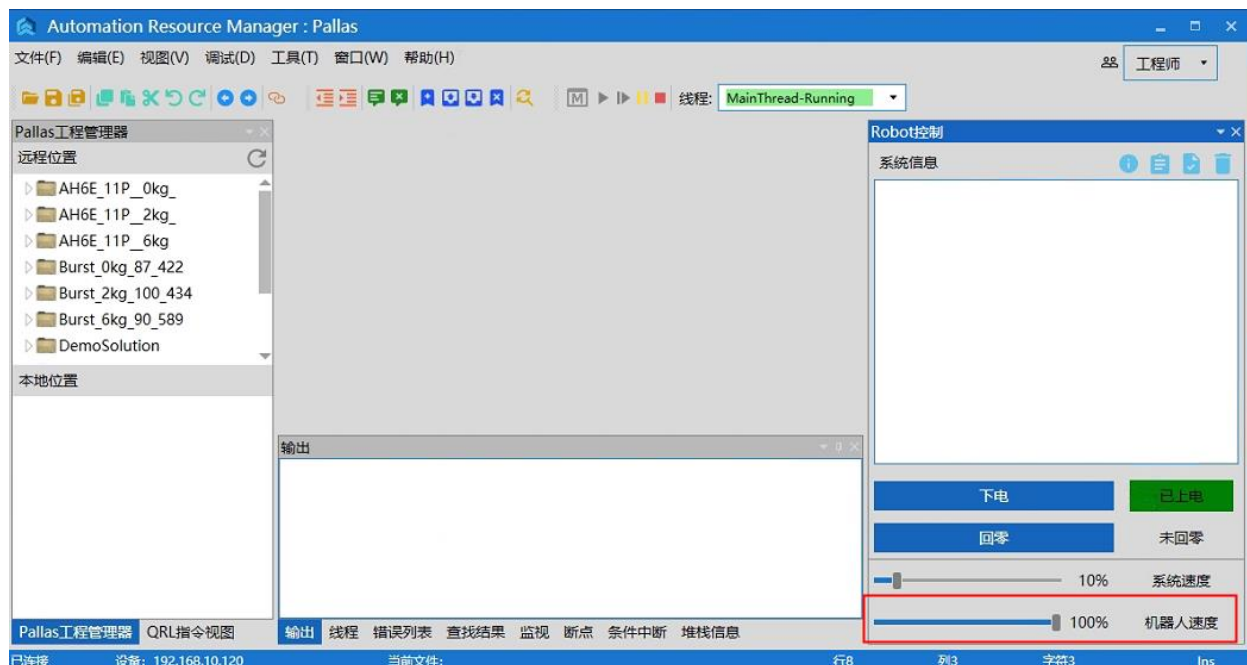 Automation Resource Manager : Pallas
文件(F) 编辑(E) 视图(V) 调试(D) 工具(T) 窗口(W) 帮助(H)
工程师
M
线程: MainThread-Running
Pallas工程管理器
远程位置
AH6E_11P__0kg_
AH6E_11P__2kg_
AH6E_11P__6kg
Burst_0kg_87_422
Burst_2kg_100_434
Burst_6kg_90_589
DemoSolution
本地位置
Pallas工程管理器 QRL指令视图
输出
输出 线程 错误列表 查找结果 监视 断点 条件中断 堆栈信息
Robot控制
系统信息
下电 已上电
回零 未回零
10% 系统速度
100% 机器人速度
已连接 设备: 192.168.10.120 当前文件: 行8 列3 字符3 Ins